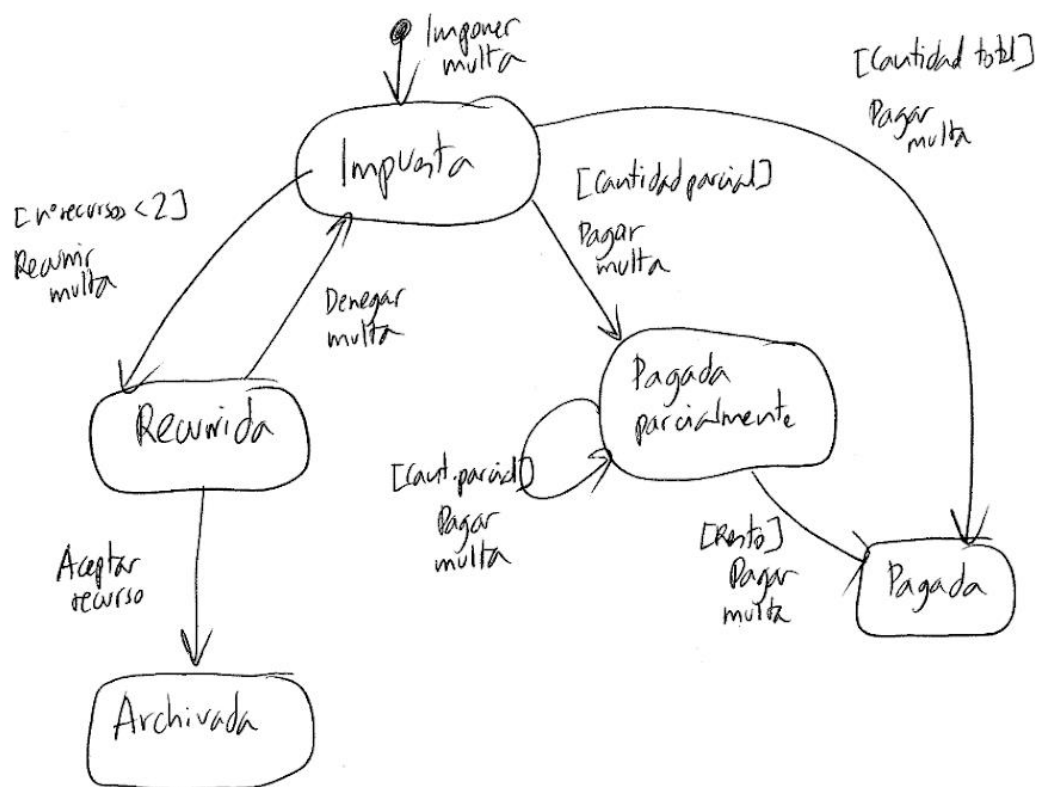 Imponer
multa
[Cantidad total]
Pagar
multa
Impuesta
[Cantidad parcial]
Pagar
multa
[nº recursos < 2]
Recurrir
multa
Denegar
multa
Pagada
parcialmente
Recurrida
[Cant. parcial]
Pagar
multa
[Resto]
Pagar
multa
Pagada
Aceptar
recurso
Archivada